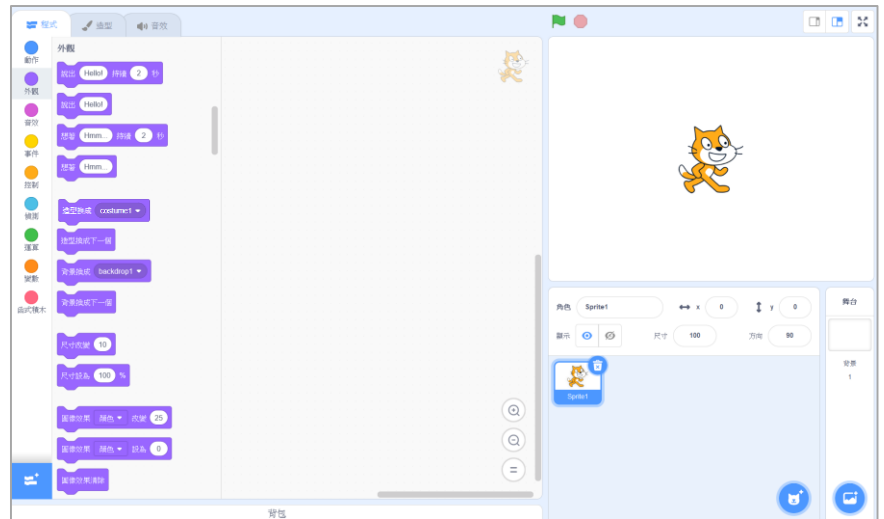 程式
造型
音效
動作
外觀
音效
事件
控制
偵測
運算
變數
函式積木
外觀
說出 Hello! 持續 2 秒
說出 Hello!
想著 Hmm... 持續 2 秒
想著 Hmm...
造型換成 costume1
造型換成下一個
背景換成 backdrop1
背景換成下一個
尺寸改變 10
尺寸設為 100 %
圖像效果 顏色 改變 25
圖像效果 顏色 設為 0
圖像效果清除
背包
角色 Sprite1 x 0 y 0
顯示 尺寸 100 方向 90
Sprite1
舞台
背景
1